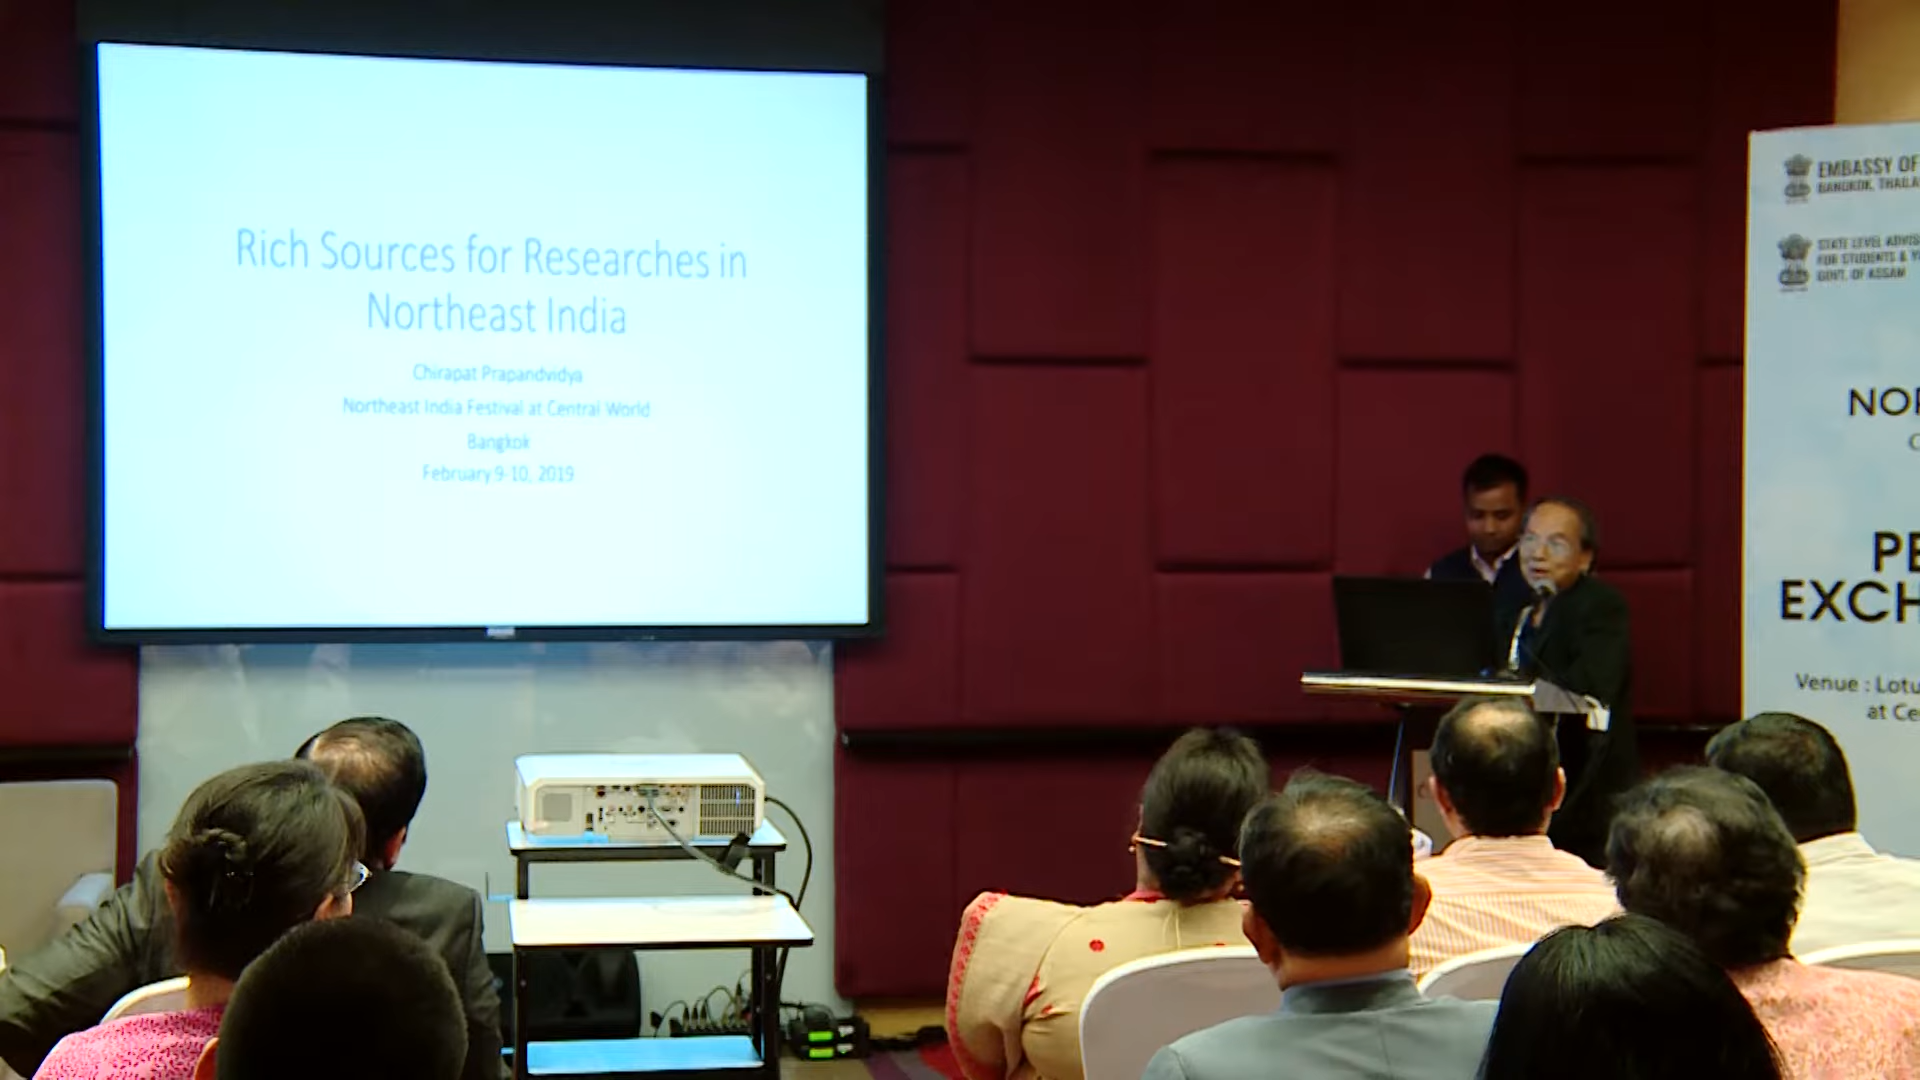 Rich Sources for Researches in
Northeast India
Chirapat Prapandvidya
Northeast India Festival at Central World
Bangkok
February 9-10, 2019
EMBASSY OF
BANGKOK, THAILA
STATE LEVEL ADVIS
FOR STUDENTS & Y
GOVT. OF ASSAM
NOR
PE
EXCH
Venue : Lotu
at Ce